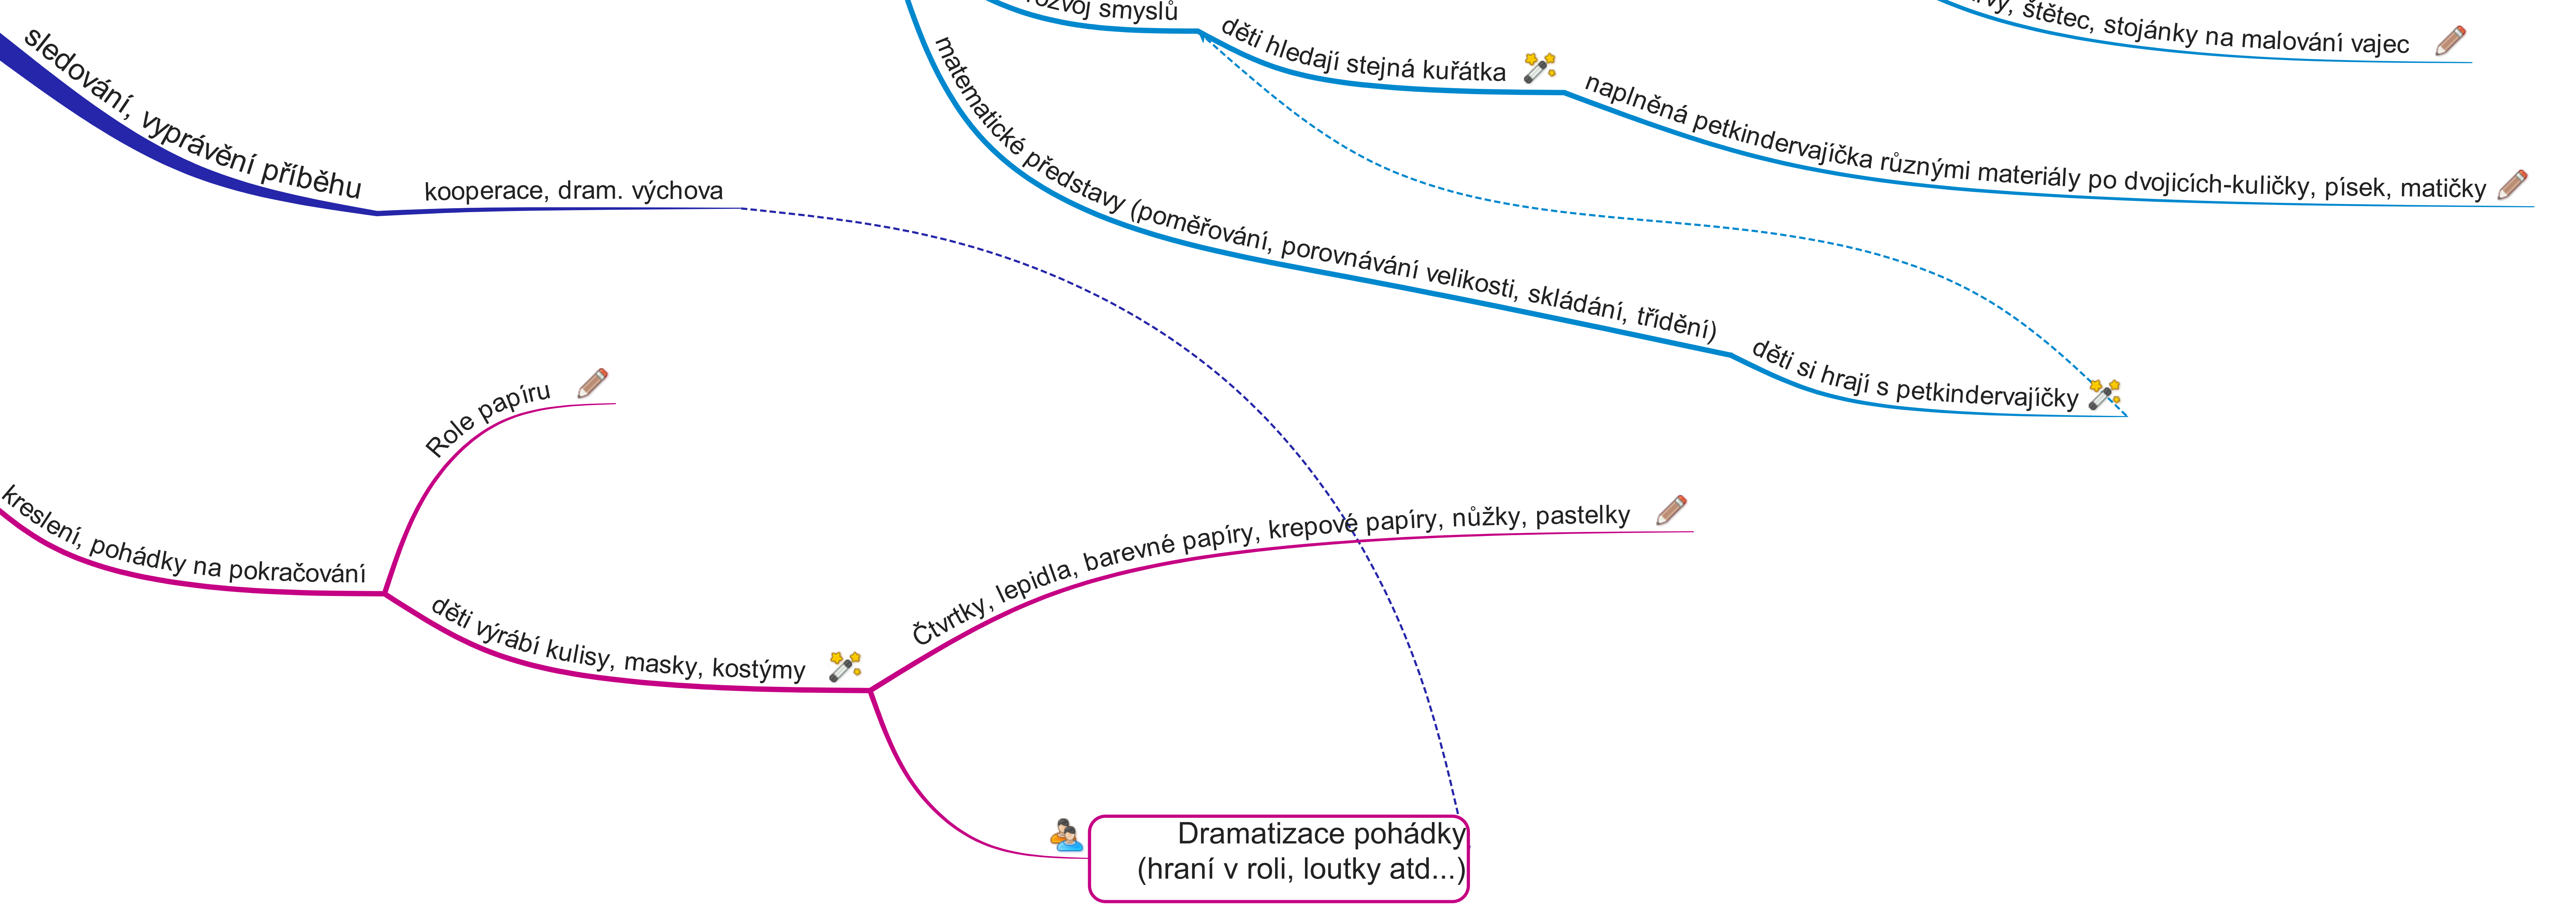 smyslů
štětec, stojánky na malování vajec
děti hledají stejná kuřátka
naplněná petkindervajíčka různými materiály po dvojicích-kuličky, písek, matičky
sledování, vyprávění příběhu
kooperace, dram. výchova
matematické představy (poměřování, porovnávání velikosti, skládání, třídění)
děti si hrají s petkindervajíčky
Role papíru
kreslení, pohádky na pokračování
Čtvrtky, lepidla, barevné papíry, krepové papíry, nůžky, pastelky
děti výrábí kulisy, masky, kostýmy
Dramatizace pohádky
(hraní v roli, loutky atd...)